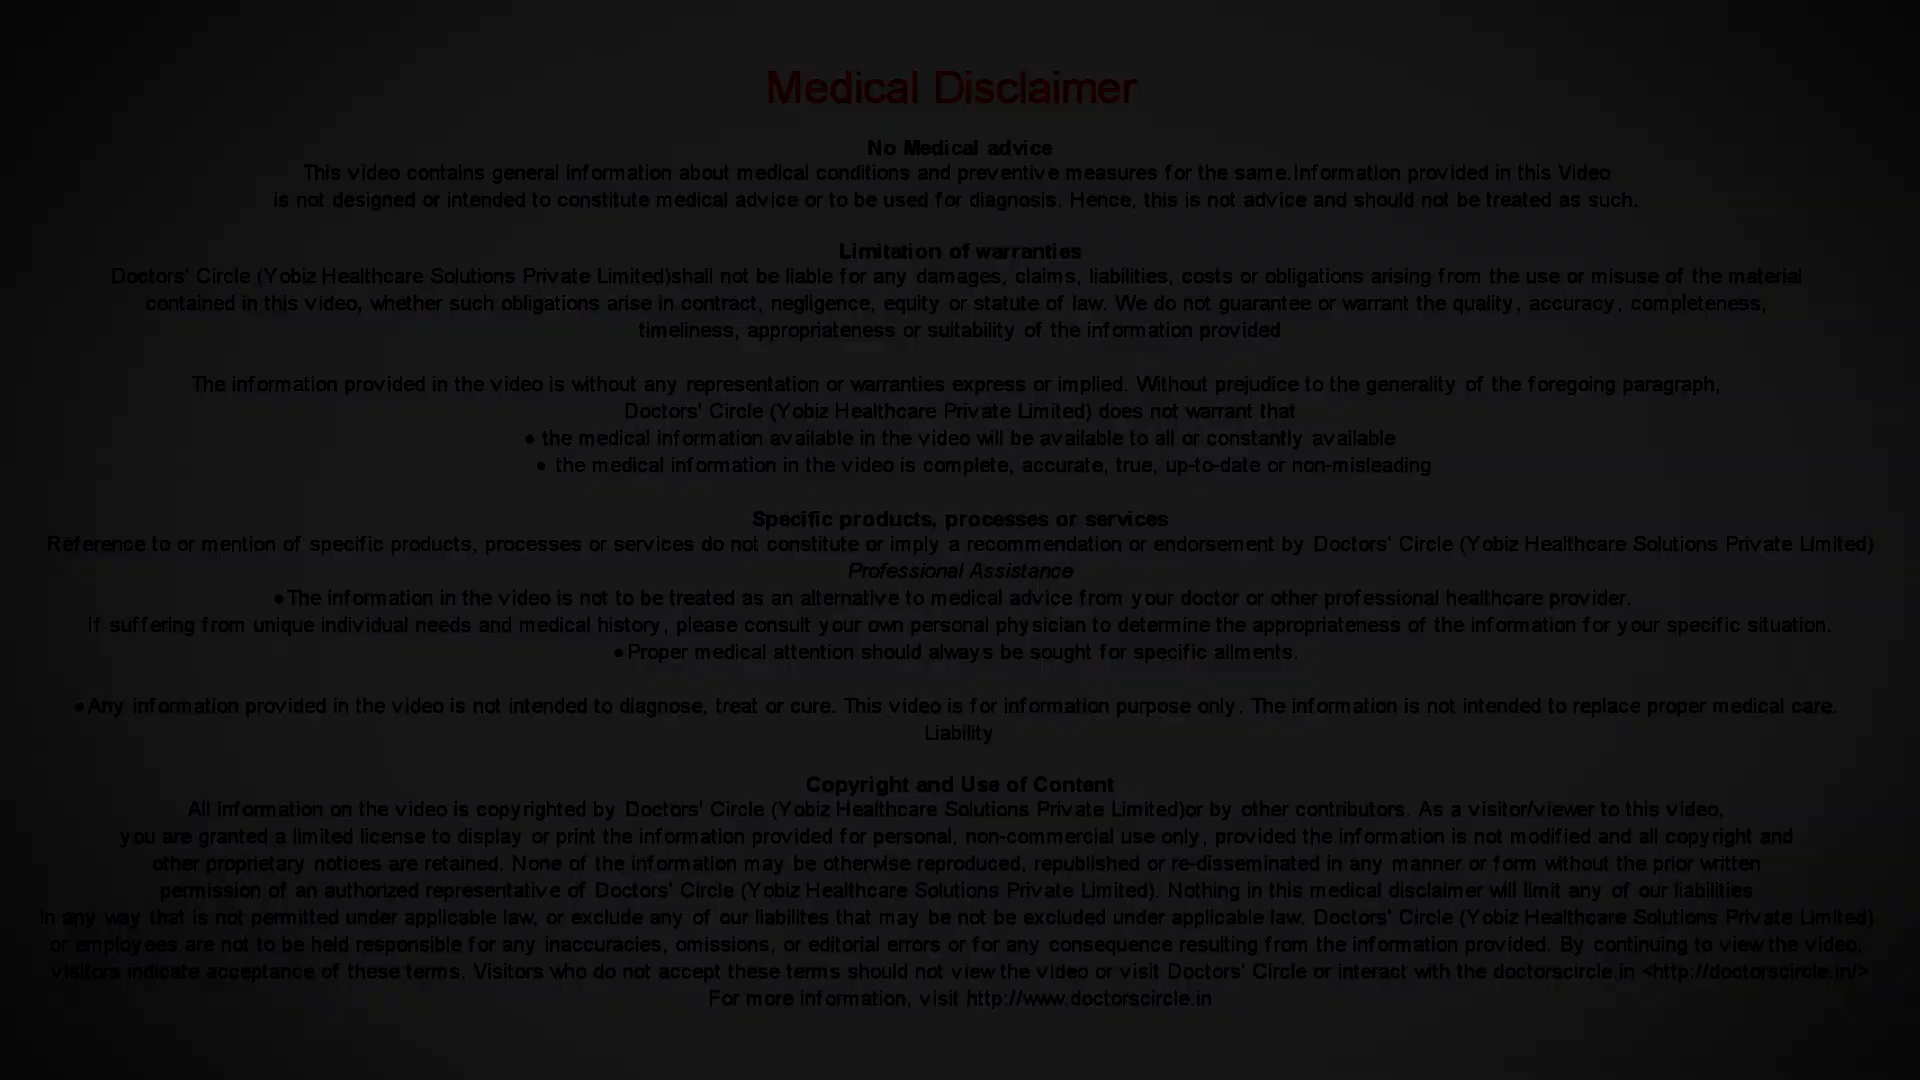 Medical Disclaimer
No Medical advice
This video contains general information about medical conditions and preventive measures for the same.Information provided in this Video
is not designed or intended to constitute medical advice or to be used for diagnosis. Hence, this is not advice and should not be treated as such.
Limitation of warranties
Doctors' Circle (Yobiz Healthcare Solutions Private Limited)shall not be liable for any damages, claims, liabilities, costs or obligations arising from the use or misuse of the material
contained in this video, whether such obligations arise in contract, negligence, equity or statute of law. We do not guarantee or warrant the quality, accuracy, completeness,
timeliness, appropriateness or suitability of the information provided
The information provided in the video is without any representation or warranties express or implied. Without prejudice to the generality of the foregoing paragraph,
Doctors' Circle (Yobiz Healthcare Private Limited) does not warrant that
• the medical information available in the video will be available to all or constantly available
• the medical information in the video is complete, accurate, true, up-to-date or non-misleading
Specific products, processes or services
Reference to or mention of specific products, processes or services do not constitute or imply a recommendation or endorsement by Doctors' Circle (Yobiz Healthcare Solutions Private Limited)
Professional Assistance
•The information in the video is not to be treated as an alternative to medical advice from your doctor or other professional healthcare provider.
If suffering from unique individual needs and medical history, please consult your own personal physician to determine the appropriateness of the information for your specific situation.
•Proper medical attention should always be sought for specific ailments.
•Any information provided in the video is not intended to diagnose, treat or cure. This video is for information purpose only. The information is not intended to replace proper medical care.
Liability
Copyright and Use of Content
All information on the video is copyrighted by Doctors' Circle (Yobiz Healthcare Solutions Private Limited)or by other contributors. As a visitor/viewer to this video,
you are granted a limited license to display or print the information provided for personal, non-commercial use only, provided the information is not modified and all copyright and
other proprietary notices are retained. None of the information may be otherwise reproduced, republished or re-disseminated in any manner or form without the prior written
permission of an authorized representative of Doctors' Circle (Yobiz Healthcare Solutions Private Limited). Nothing in this medical disclaimer will limit any of our liabilities
In any way that is not permitted under applicable law, or exclude any of our liabilites that may be not be excluded under applicable law. Doctors' Circle (Yobiz Healthcare Solutions Private Limited)
or employees are not to be held responsible for any inaccuracies, omissions, or editorial errors or for any consequence resulting from the information provided. By continuing to view the video,
visitors indicate acceptance of these terms. Visitors who do not accept these terms should not view the video or visit Doctors' Circle or interact with the doctorscircle.in <http://doctorscircle.in/>
For more information, visit http://www.doctorscircle.in